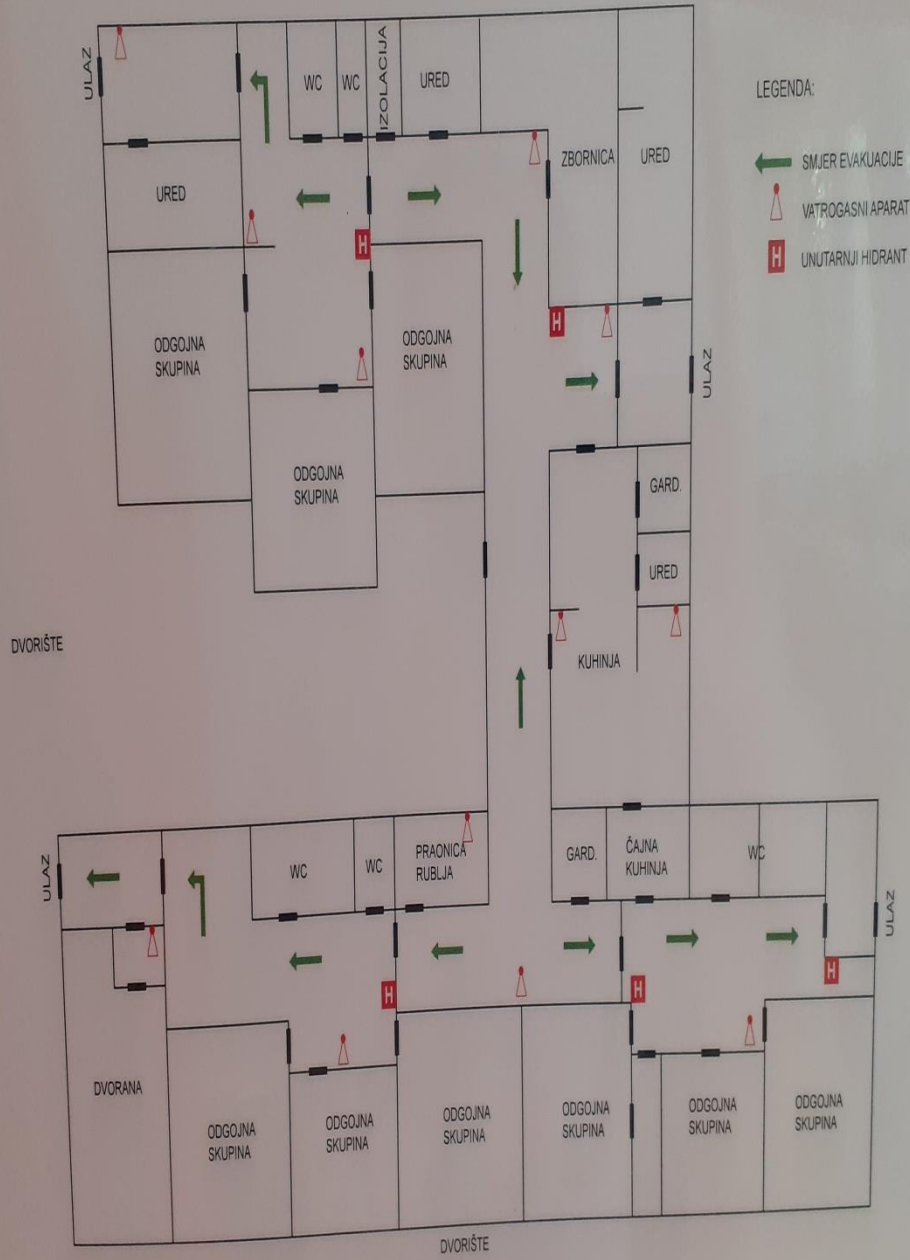 ULAZ
WC
WC
IZOLACIJA
URED
ZBORNICA
URED
LEGENDA:
SMJER EVAKUACIJE
VATROGASNI APARAT
H UNUTARNJI HIDRANT
URED
H
ODGOJNA
SKUPINA
ODGOJNA
SKUPINA
H
ULAZ
ODGOJNA
SKUPINA
GARD.
URED
DVORIŠTE
KUHINJA
ULAZ
WC
WC
PRAONICA
RUBLJA
GARD.
ČAJNA
KUHINJA
WC
ULAZ
H
H
H
DVORANA
ODGOJNA
SKUPINA
ODGOJNA
SKUPINA
ODGOJNA
SKUPINA
ODGOJNA
SKUPINA
ODGOJNA
SKUPINA
ODGOJNA
SKUPINA
DVORIŠTE